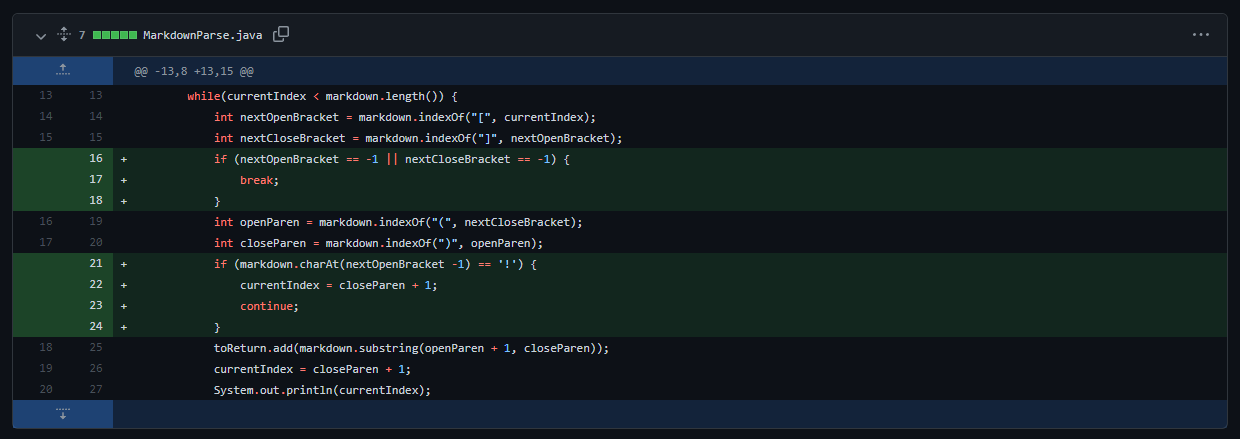 7 MarkdownParse.java
@@ -13,8 +13,15 @@
13 13 while(currentIndex < markdown.length()) {
14 14 int nextOpenBracket = markdown.indexOf("[", currentIndex);
15 15 int nextCloseBracket = markdown.indexOf("]", nextOpenBracket);
16 + if (nextOpenBracket == -1 || nextCloseBracket == -1) {
17 + break;
18 + }
16 19 int openParen = markdown.indexOf("(", nextCloseBracket);
17 20 int closeParen = markdown.indexOf(")", openParen);
21 + if (markdown.charAt(nextOpenBracket -1) == '!') {
22 + currentIndex = closeParen + 1;
23 + continue;
24 + }
18 25 toReturn.add(markdown.substring(openParen + 1, closeParen));
19 26 currentIndex = closeParen + 1;
20 27 System.out.println(currentIndex);